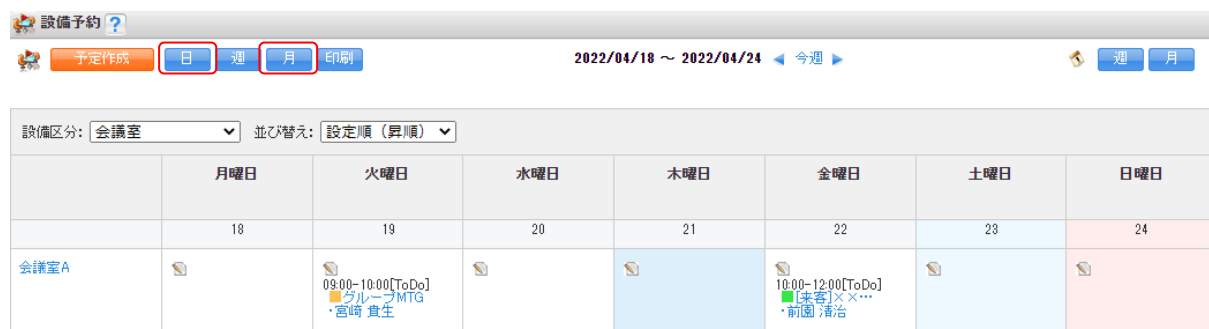 設備予約 ?
予定作成 日 週 月 印刷 2022/04/18 ～ 2022/04/24 ◀ 今週 ▶ 週 月
設備区分: 会議室 並び替え: 設定順（昇順）
月曜日 火曜日 水曜日 木曜日 金曜日 土曜日 日曜日
18 19 20 21 22 23 24
会議室A
09:00-10:00[ToDo]
■グループMTG
・宮崎 貴生
10:00-12:00[ToDo]
■[来客]××…
・前園 清治